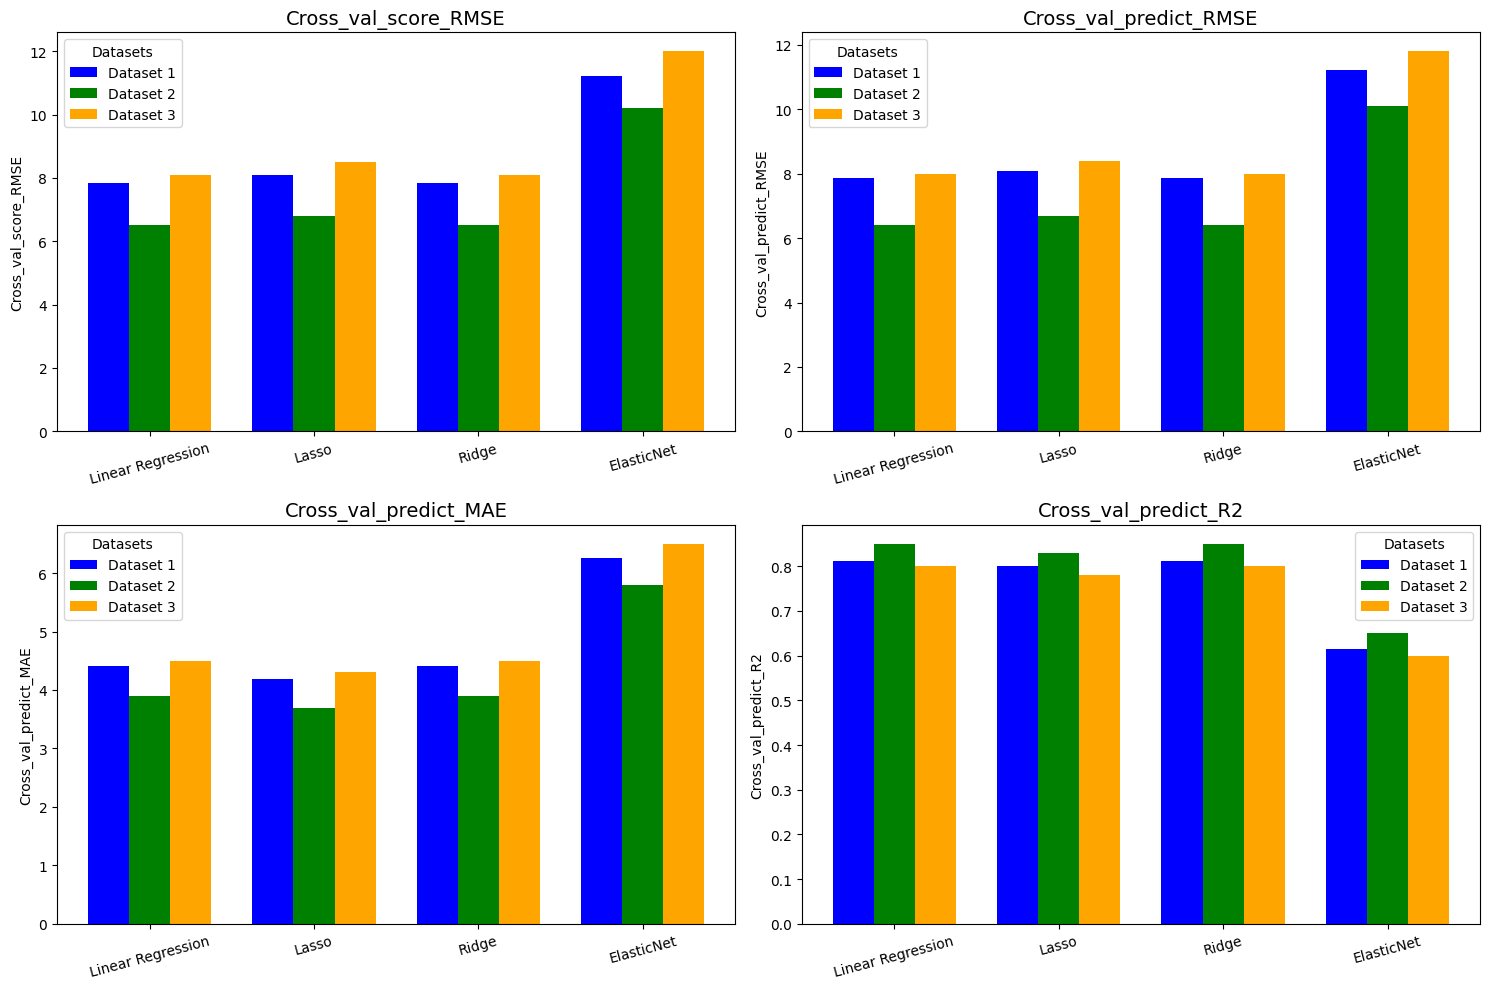 Cross_val_score_RMSE
Cross_val_score_RMSE
12
10
8
6
4
2
0
Datasets
Dataset 1
Dataset 2
Dataset 3
Linear Regression
Lasso
Ridge
ElasticNet
Cross_val_predict_RMSE
Cross_val_predict_RMSE
12
10
8
6
4
2
0
Datasets
Dataset 1
Dataset 2
Dataset 3
Linear Regression
Lasso
Ridge
ElasticNet
Cross_val_predict_MAE
Cross_val_predict_MAE
6
5
4
3
2
1
0
Datasets
Dataset 1
Dataset 2
Dataset 3
Linear Regression
Lasso
Ridge
ElasticNet
Cross_val_predict_R2
Cross_val_predict_R2
0.8
0.7
0.6
0.5
0.4
0.3
0.2
0.1
0.0
Datasets
Dataset 1
Dataset 2
Dataset 3
Linear Regression
Lasso
Ridge
ElasticNet